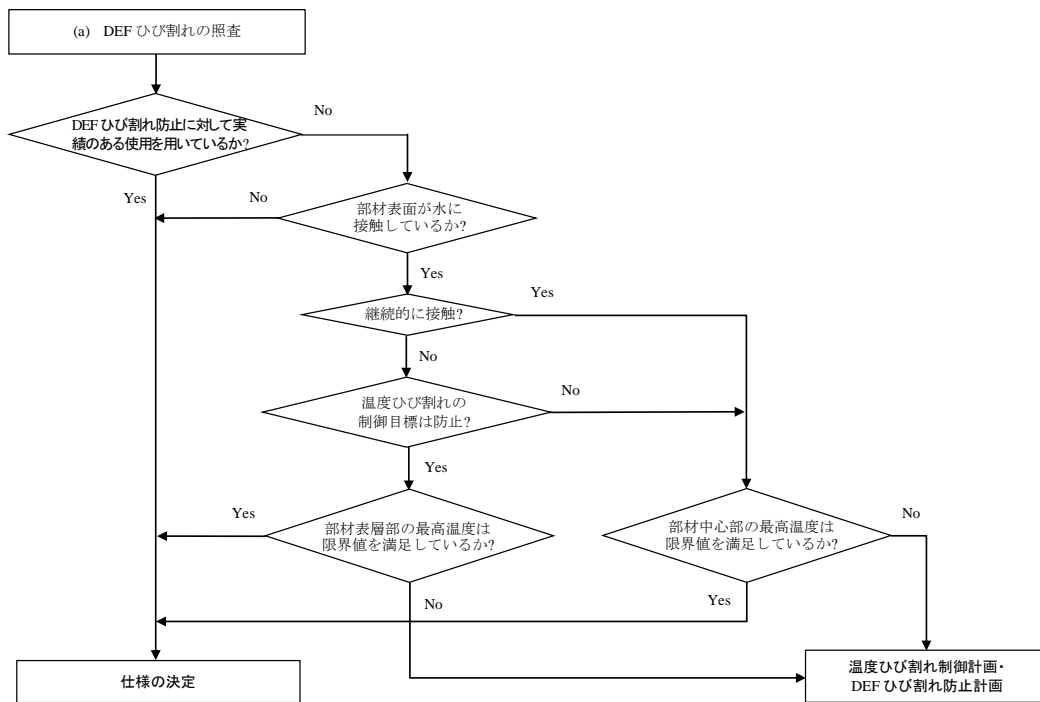 (a) DEF ひび割れの照査
No
DEF ひび割れ防止に対して実
績のある使用を用いているか?
Yes
No
部材表面が水に
接触しているか?
Yes
Yes
継続的に接触?
No
No
温度ひび割れの
制御目標は防止?
Yes
Yes
部材表層部の最高温度は
限界値を満足しているか?
部材中心部の最高温度は
限界値を満足しているか?
No
No
Yes
仕様の決定
温度ひび割れ制御計画・
DEF ひび割れ防止計画